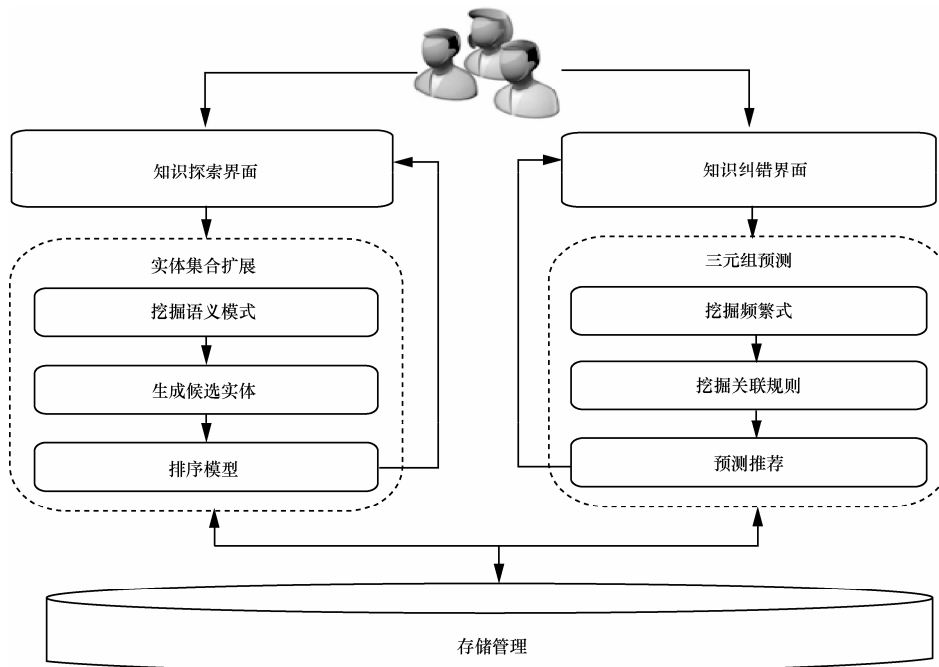 知识探索界面
知识纠错界面
实体集合扩展
挖掘语义模式
生成候选实体
排序模型
三元组预测
挖掘频繁式
挖掘关联规则
预测推荐
存储管理